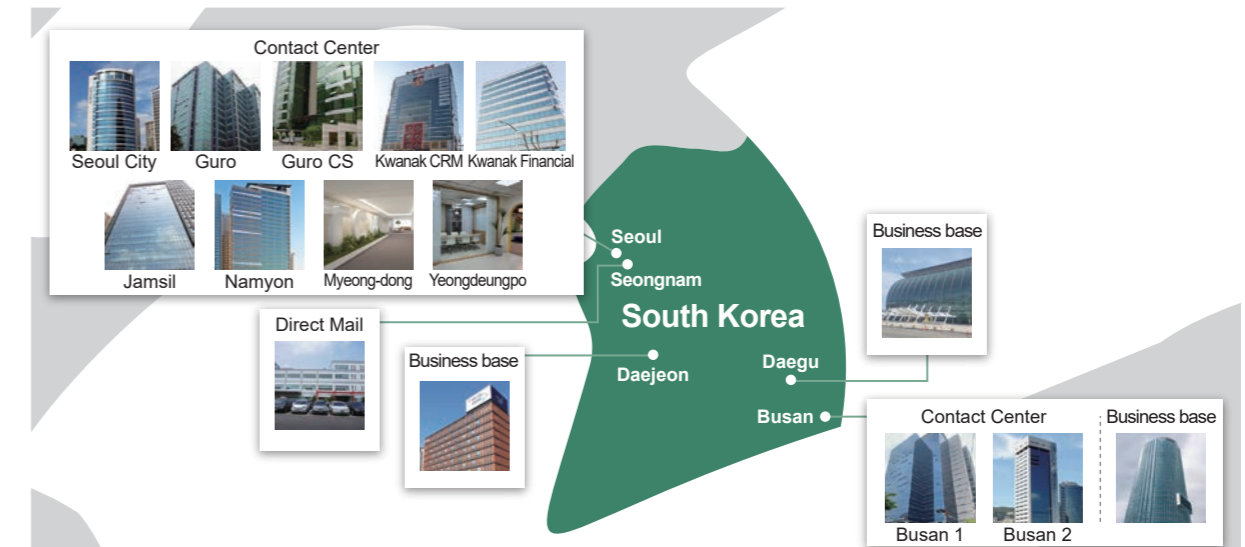 Contact Center
Seoul City
Guro
Guro CS
Kwanak CRM
Kwanak Financial
Jamsil
Namyon
Myeong-dong
Yeongdeungpo
Seoul
Seongnam
South Korea
Direct Mail
Business base
Daejeon
Business base
Daegu
Busan
Contact Center
Busan 1
Busan 2
Business base